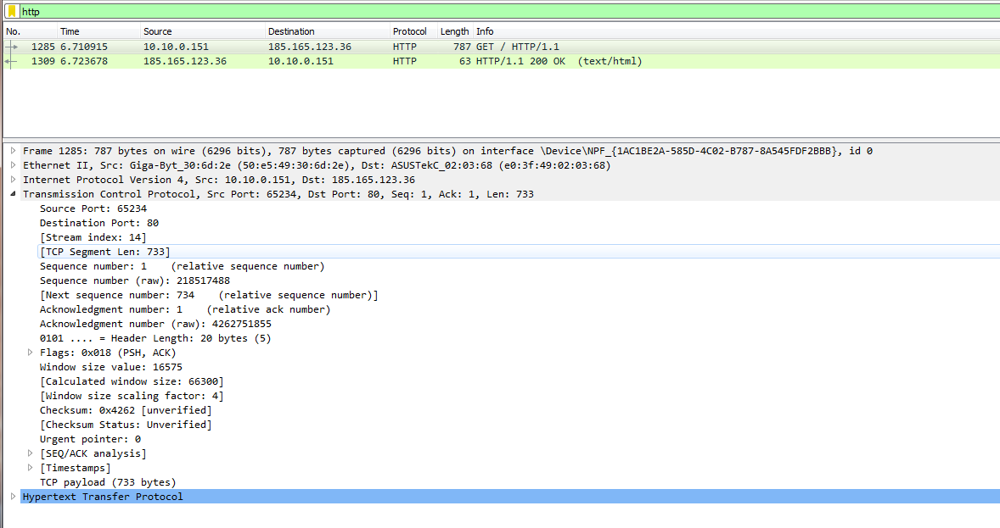 http
No. Time Source Destination Protocol Length Info
1285 6.710915 10.10.0.151 185.165.123.36 HTTP 787 GET / HTTP/1.1
1309 6.723678 185.165.123.36 10.10.0.151 HTTP 63 HTTP/1.1 200 OK (text/html)
Frame 1285: 787 bytes on wire (6296 bits), 787 bytes captured (6296 bits) on interface \Device\NPF_{1AC1BE2A-585D-4C02-B787-8A545FDF2BBB}, id 0
Ethernet II, Src: Giga-Byt_30:6d:2e (50:e5:49:30:6d:2e), Dst: ASUSTekC_02:03:68 (e0:3f:49:02:03:68)
Internet Protocol Version 4, Src: 10.10.0.151, Dst: 185.165.123.36
Transmission Control Protocol, Src Port: 65234, Dst Port: 80, Seq: 1, Ack: 1, Len: 733
Source Port: 65234
Destination Port: 80
[Stream index: 14]
[TCP Segment Len: 733]
Sequence number: 1 (relative sequence number)
Sequence number (raw): 218517488
[Next sequence number: 734 (relative sequence number)]
Acknowledgment number: 1 (relative ack number)
Acknowledgment number (raw): 4262751855
0101 .... = Header Length: 20 bytes (5)
Flags: 0x018 (PSH, ACK)
Window size value: 16575
[Calculated window size: 66300]
[Window size scaling factor: 4]
Checksum: 0x4262 [unverified]
[Checksum Status: Unverified]
Urgent pointer: 0
[SEQ/ACK analysis]
[Timestamps]
TCP payload (733 bytes)
Hypertext Transfer Protocol